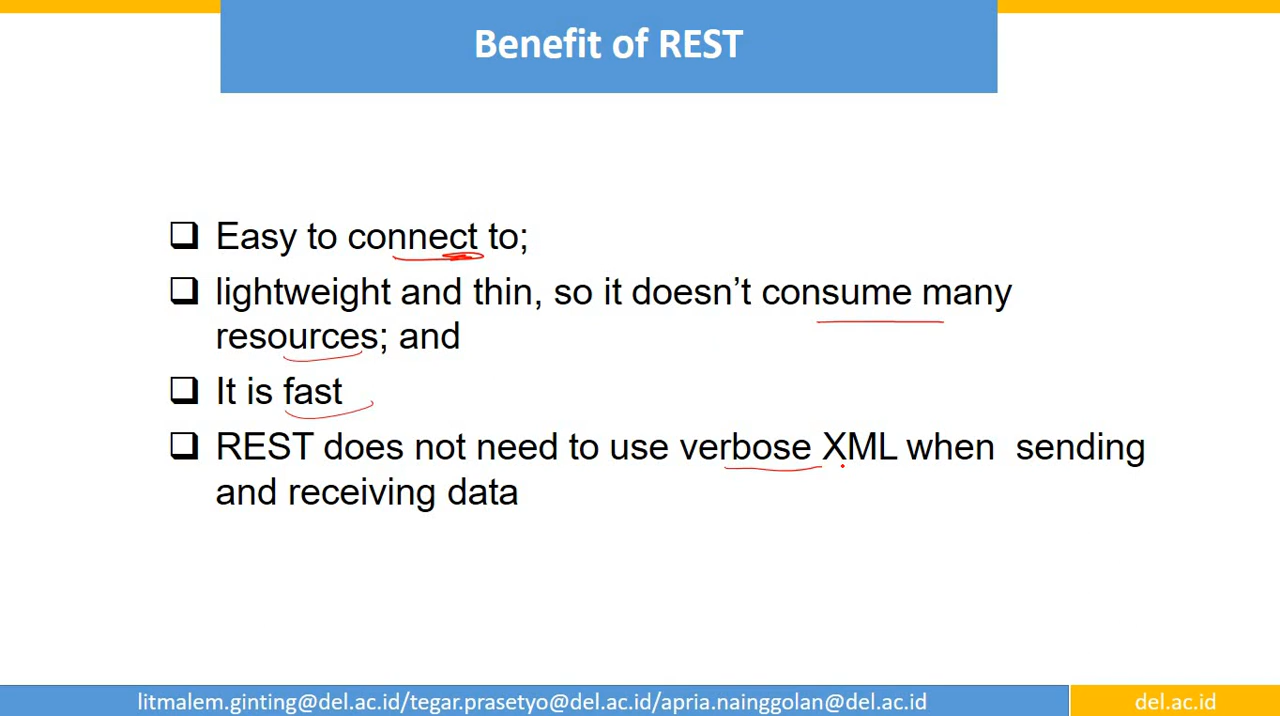 Benefit of REST
❑ Easy to connect to;
❑ lightweight and thin, so it doesn’t consume many
resources; and
❑ It is fast
❑ REST does not need to use verbose XML when  sending
and receiving data
litmalem.ginting@del.ac.id/tegar.prasetyo@del.ac.id/apria.nainggolan@del.ac.id
del.ac.id